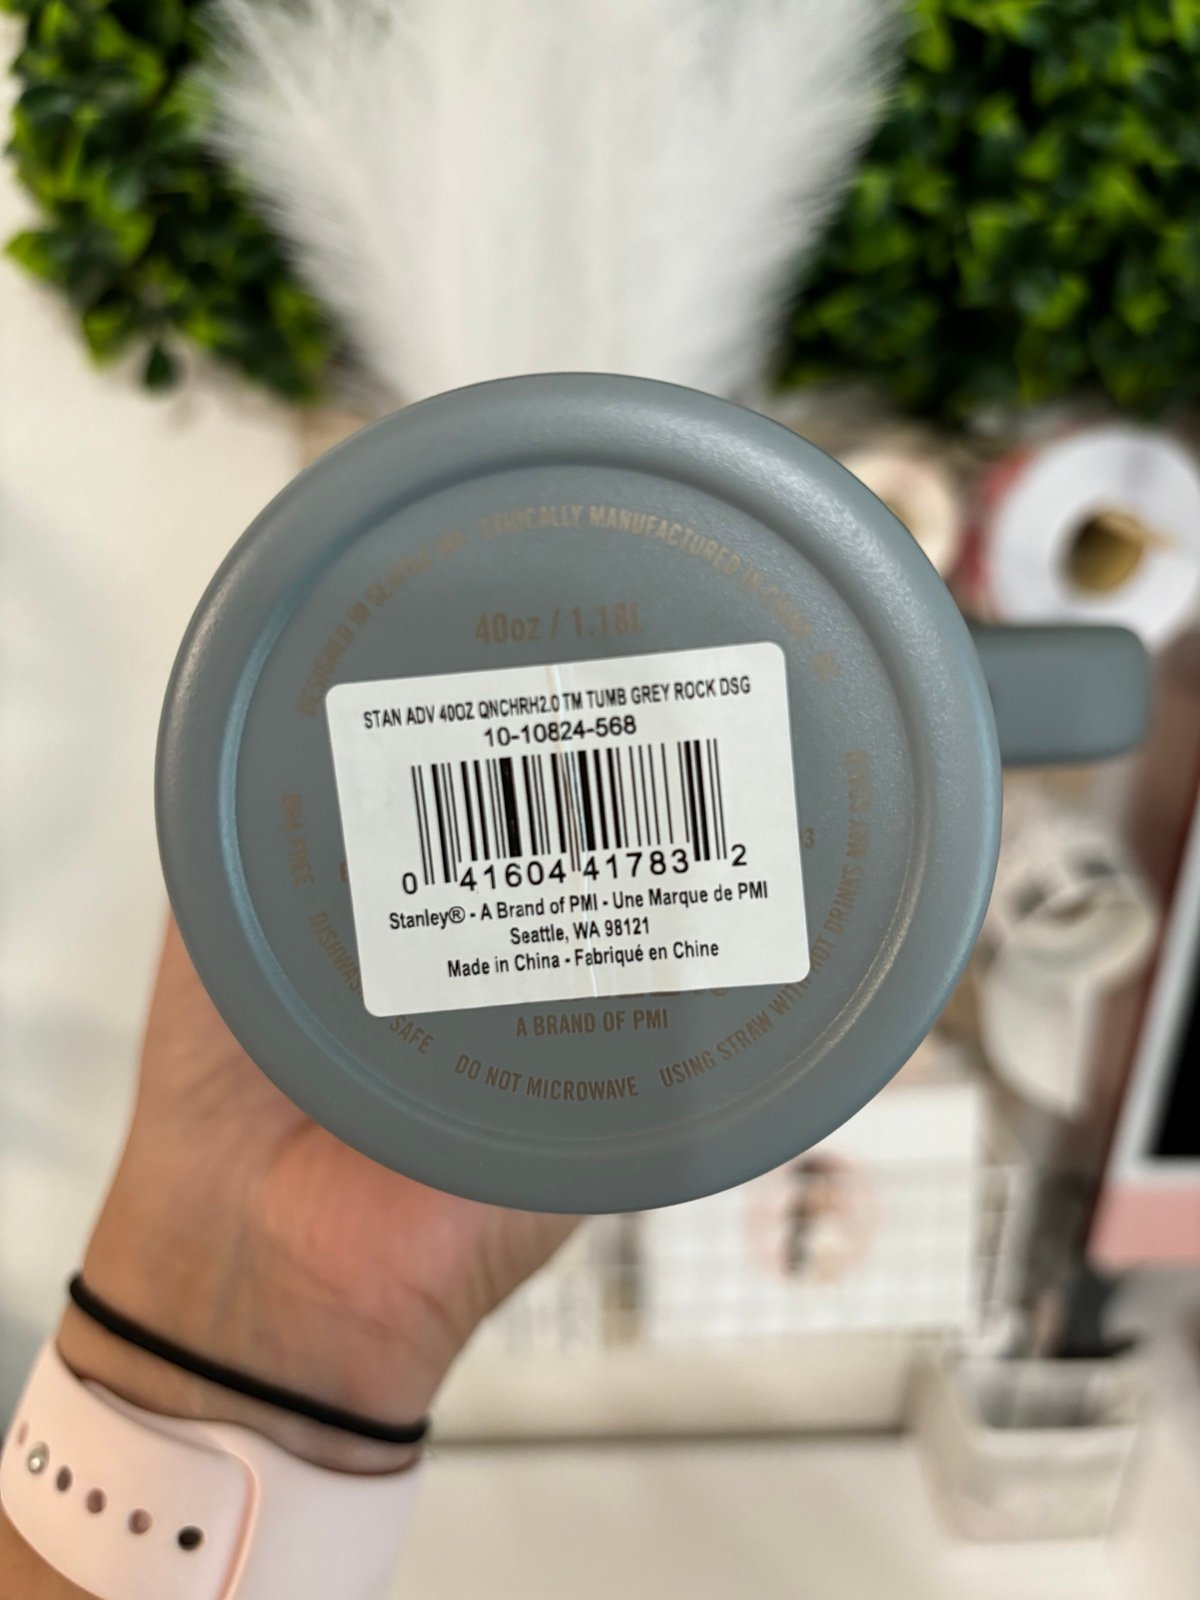 DESIGNED IN SEATTLE, WA
ETHICALLY MANUFACTURED IN CHINA
40oz / 1.18L
STAN ADV 40OZ QNCHRH2.0 TM TUMB GREY ROCK DSG
10-10824-568
0 41604 41783 2
Stanley® - A Brand of PMI - Une Marque de PMI
Seattle, WA 98121
Made in China - Fabriqué en Chine
A BRAND OF PMI
BPA FREE
SAFE
DO NOT MICROWAVE
USING STRAW WITH HOT DRINKS MAY